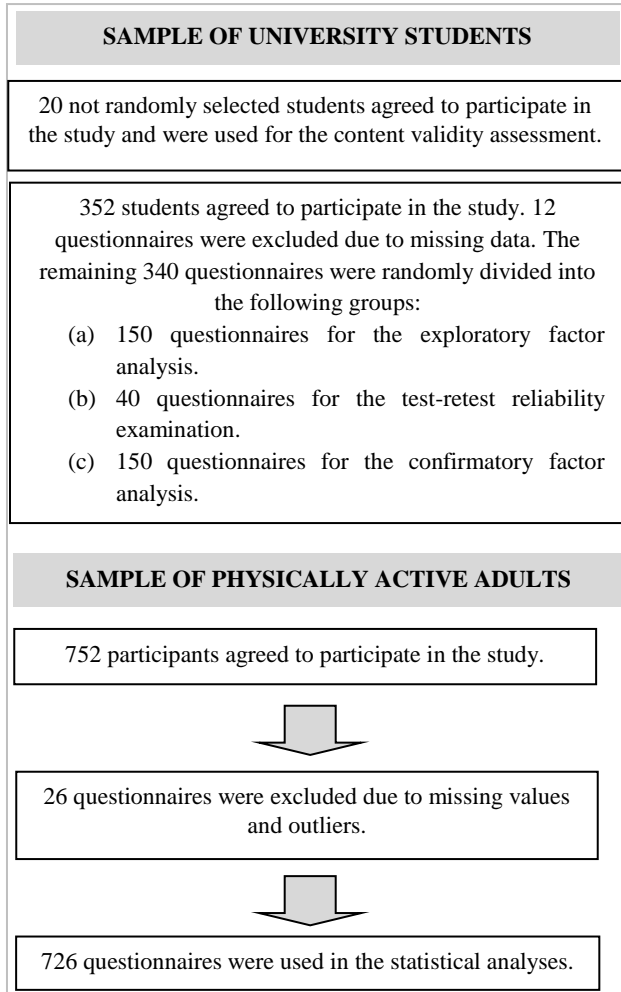 SAMPLE OF UNIVERSITY STUDENTS
20 not randomly selected students agreed to participate in
the study and were used for the content validity assessment.
352 students agreed to participate in the study. 12
questionnaires were excluded due to missing data. The
remaining 340 questionnaires were randomly divided into
the following groups:
(a) 150 questionnaires for the exploratory factor
analysis.
(b) 40 questionnaires for the test-retest reliability
examination.
(c) 150 questionnaires for the confirmatory factor
analysis.
SAMPLE OF PHYSICALLY ACTIVE ADULTS
752 participants agreed to participate in the study.
26 questionnaires were excluded due to missing values
and outliers.
726 questionnaires were used in the statistical analyses.